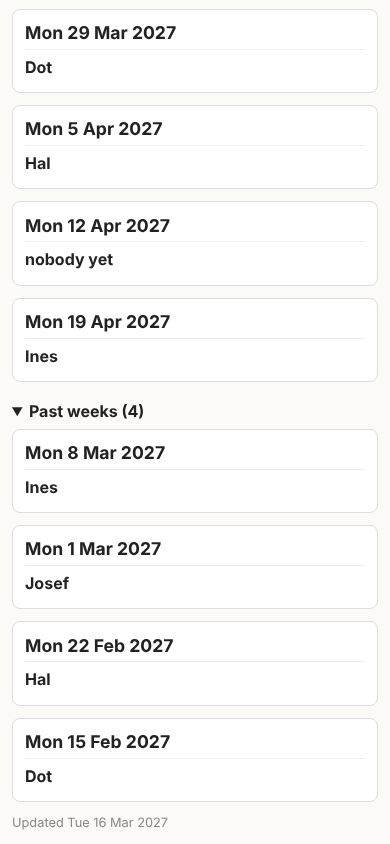 Mon 29 Mar 2027
Dot
Mon 5 Apr 2027
Hal
Mon 12 Apr 2027
nobody yet
Mon 19 Apr 2027
Ines
Past weeks (4)
Mon 8 Mar 2027
Ines
Mon 1 Mar 2027
Josef
Mon 22 Feb 2027
Hal
Mon 15 Feb 2027
Dot
Updated Tue 16 Mar 2027